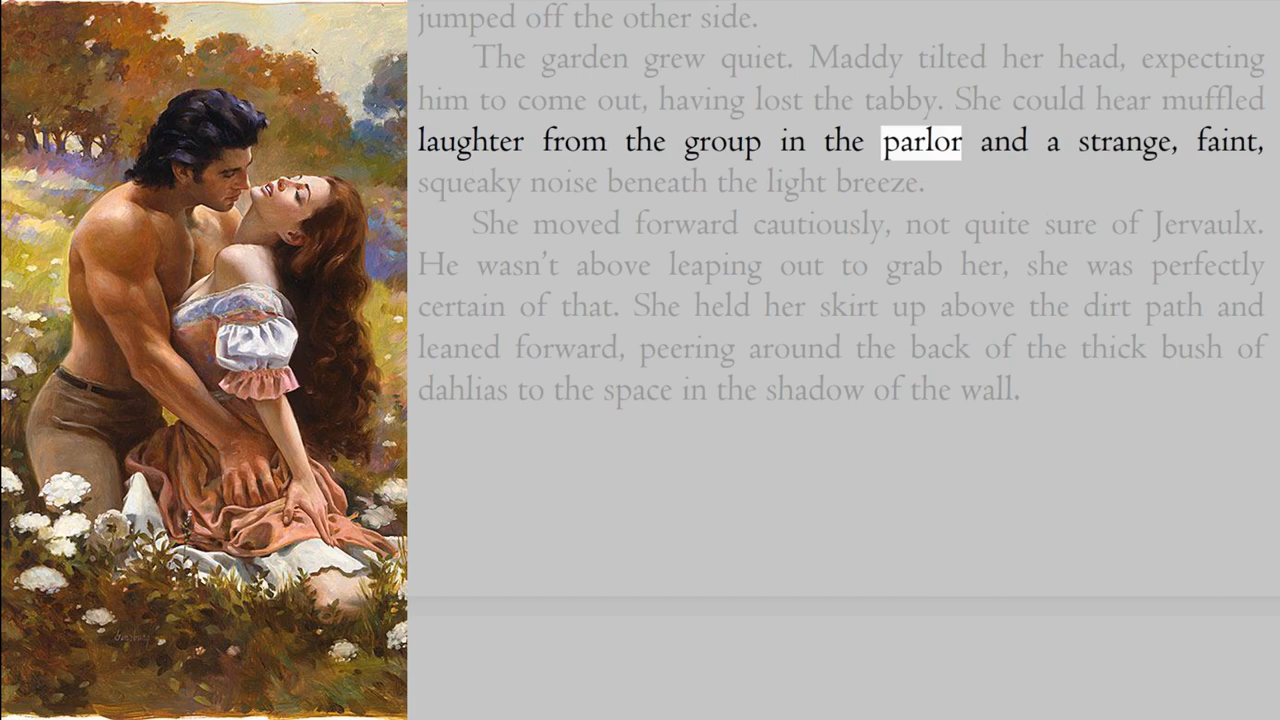 jumped off the other side.
The garden grew quiet. Maddy tilted her head, expecting
him to come out, having lost the tabby. She could hear muffled
laughter from the group in the parlor and a strange, faint,
squeaky noise beneath the light breeze.
She moved forward cautiously, not quite sure of Jervaulx.
He wasn't above leaping out to grab her, she was perfectly
certain of that. She held her skirt up above the dirt path and
leaned forward, peering around the back of the thick bush of
dahlias to the space in the shadow of the wall.